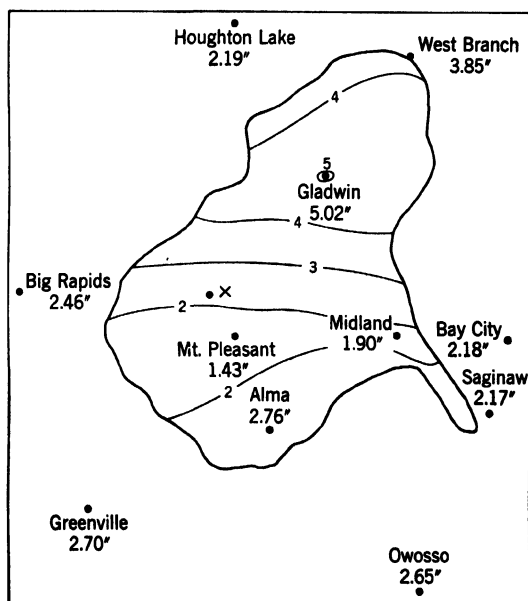 Houghton Lake
2.19"
West Branch
3.85"
4
5
Gladwin
5.02"
4
3
Big Rapids
2.46"
×
2
Mt. Pleasant
1.43"
Midland
1.90"
Bay City
2.18"
Saginaw
2.17"
2
Alma
2.76"
Greenville
2.70"
Owosso
2.65"